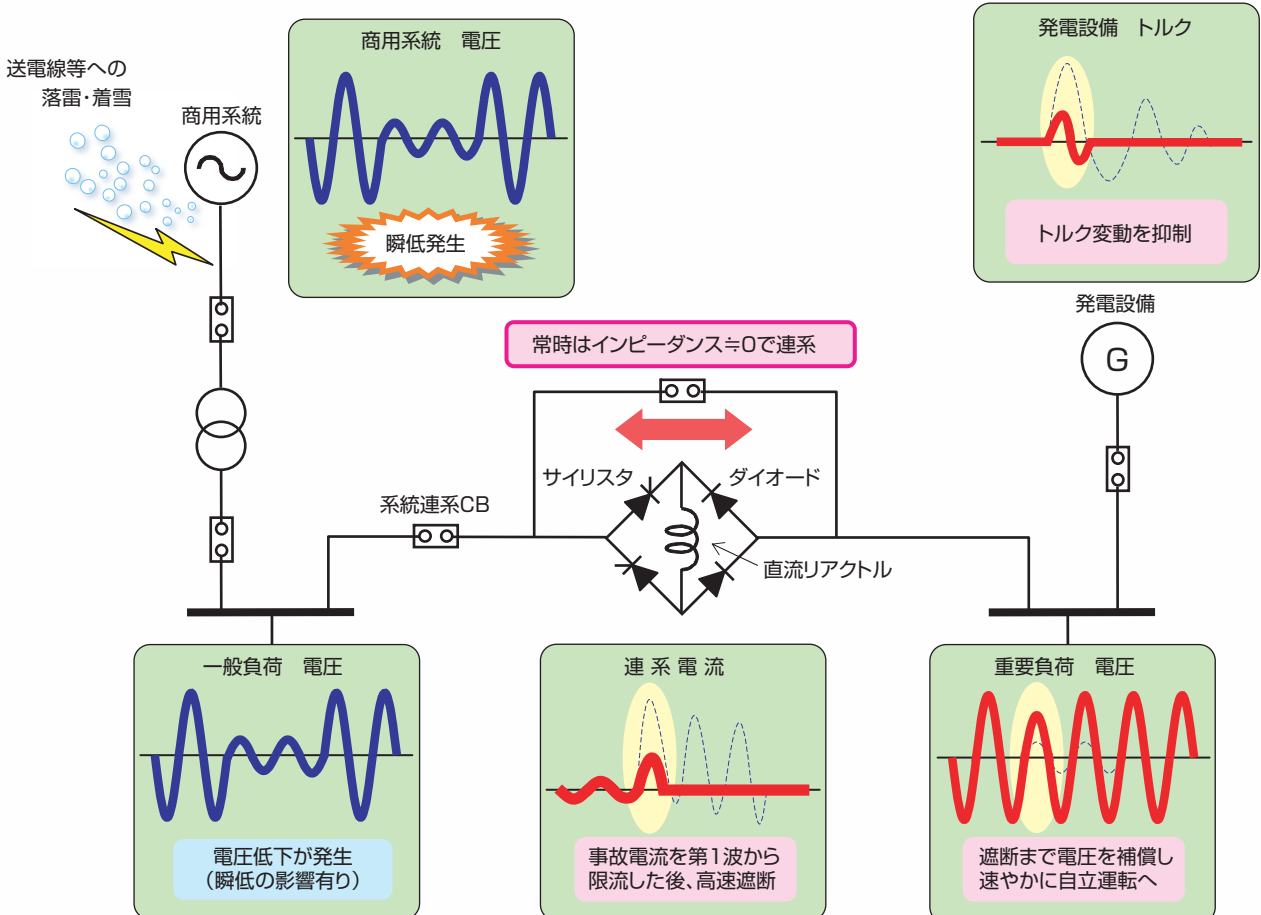 送電線等への
落雷・着雪
商用系統
商用系統　電圧
瞬低発生
発電設備　トルク
トルク変動を抑制
発電設備
G
常時はインピーダンス≒0で連系
サイリスタ
ダイオード
系統連系CB
直流リアクトル
一般負荷　電圧
電圧低下が発生
（瞬低の影響有り）
連 系 電 流
事故電流を第1波から
限流した後、高速遮断
重要負荷　電圧
遮断まで電圧を補償し
速やかに自立運転へ